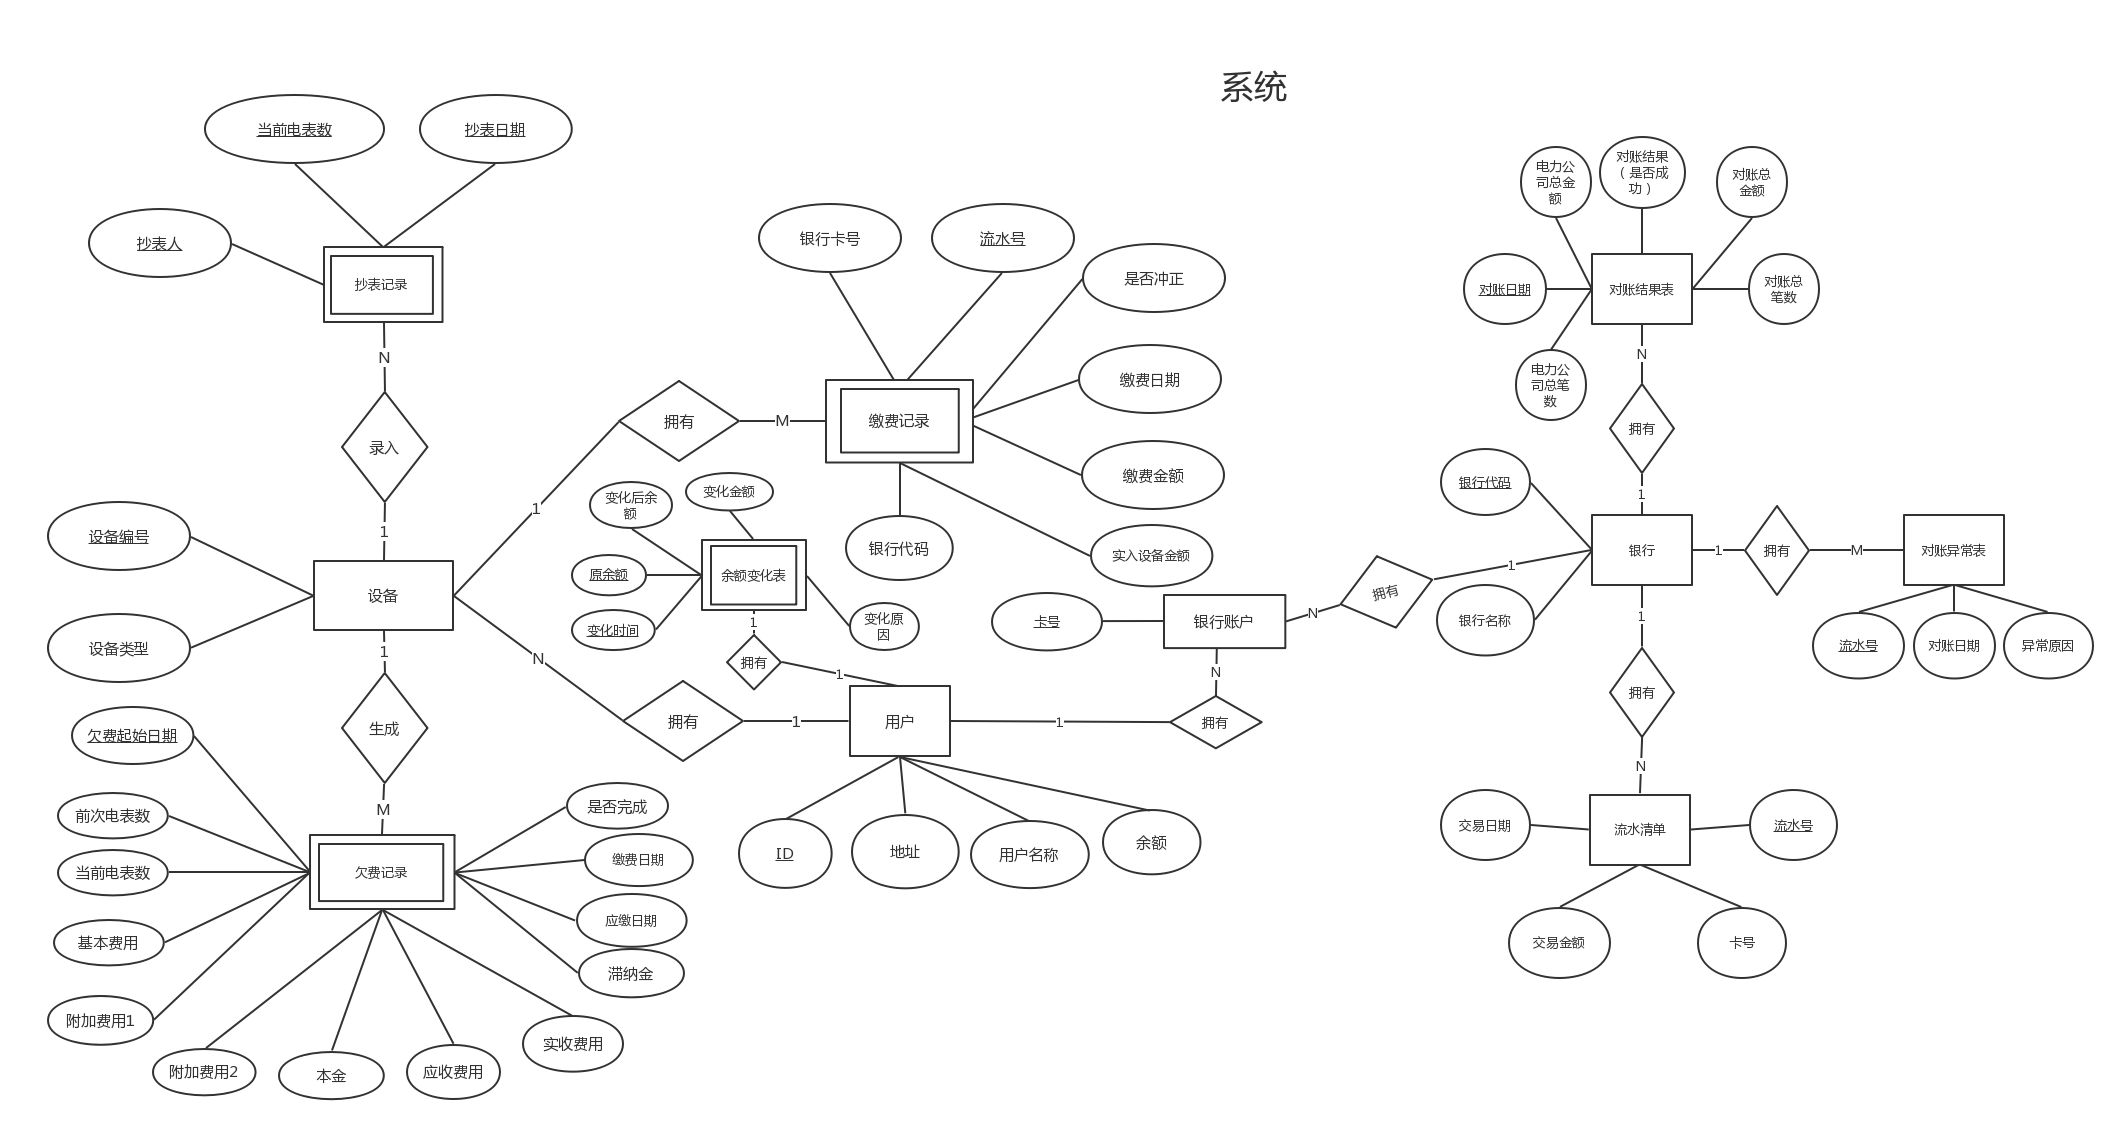 系统
当前电表数
抄表日期
抄表人
抄表记录
N
录入
1
设备编号
设备类型
设备
1
生成
M
欠费起始日期
前次电表数
当前电表数
基本费用
附加费用1
附加费用2
本金
应收费用
实收费用
欠费记录
是否完成
缴费日期
应缴日期
滞纳金
1
拥有
M
银行卡号
流水号
是否冲正
缴费日期
缴费金额
实入设备金额
银行代码
缴费记录
变化后余
额
变化金额
原余额
变化时间
余额变化表
变化原
因
1
拥有
1
N
拥有
1
用户
ID
地址
用户名称
余额
1
拥有
N
卡号
银行账户
N
拥有
1
电力公
司总金
额
对账结果
（是否成
功）
对账总
金额
对账日期
对账结果表
对账总
笔数
电力公
司总笔
数
N
拥有
1
银行代码
银行名称
银行
1
拥有
M
对账异常表
流水号
对账日期
异常原因
1
拥有
N
交易日期
流水清单
流水号
交易金额
卡号